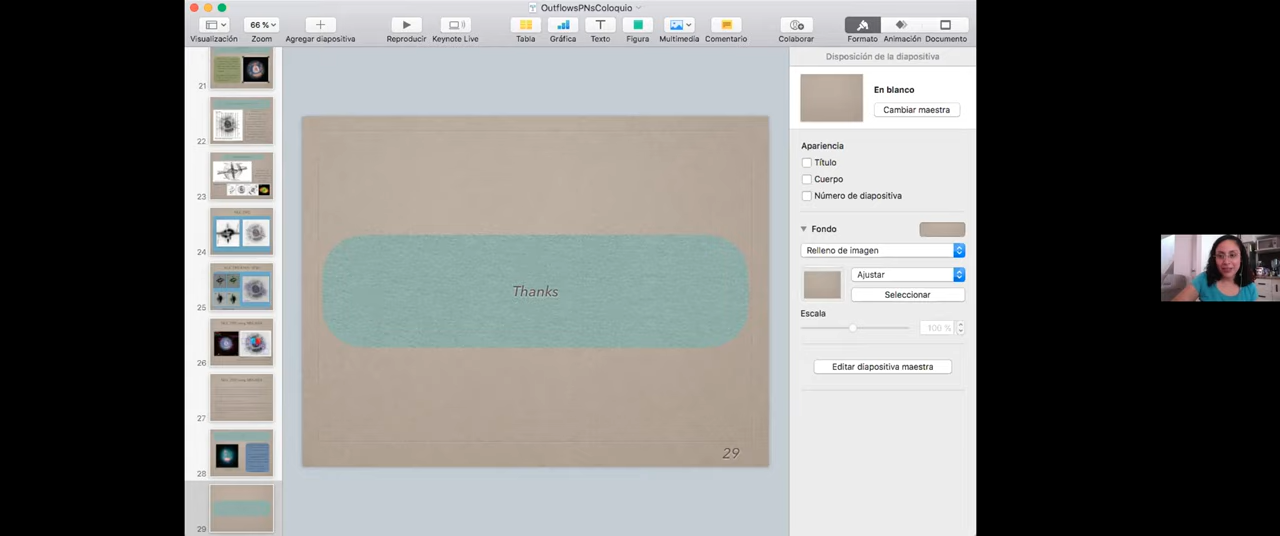 OutflowsPNsColoquio
66 %
Visualización
Zoom
Agregar diapositiva
Reproducir
Keynote Live
Tabla
Gráfica
Texto
Figura
Multimedia
Comentario
Colaborar
Formato
Animación
Documento
21
22
23
24
25
26
27
28
29
Thanks
29
Disposición de la diapositiva
En blanco
Cambiar maestra
Apariencia
Título
Cuerpo
Número de diapositiva
Fondo
Relleno de imagen
Ajustar
Seleccionar
Escala
100 %
Editar diapositiva maestra